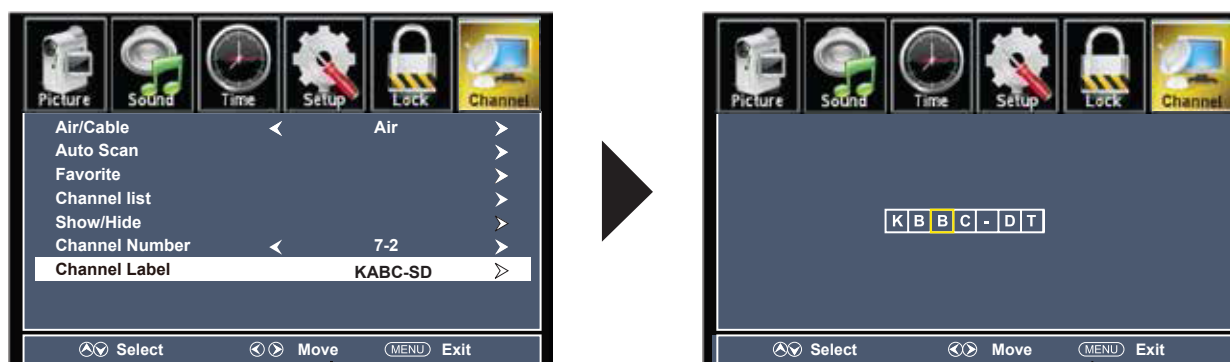 Picture Sound Time Setup Lock Channel
Air/Cable Air
Auto Scan
Favorite
Channel list
Show/Hide
Channel Number 7-2
Channel Label KABC-SD
Select Move MENU Exit
Picture Sound Time Setup Lock Channel
KBBC-DT
Select Move MENU Exit